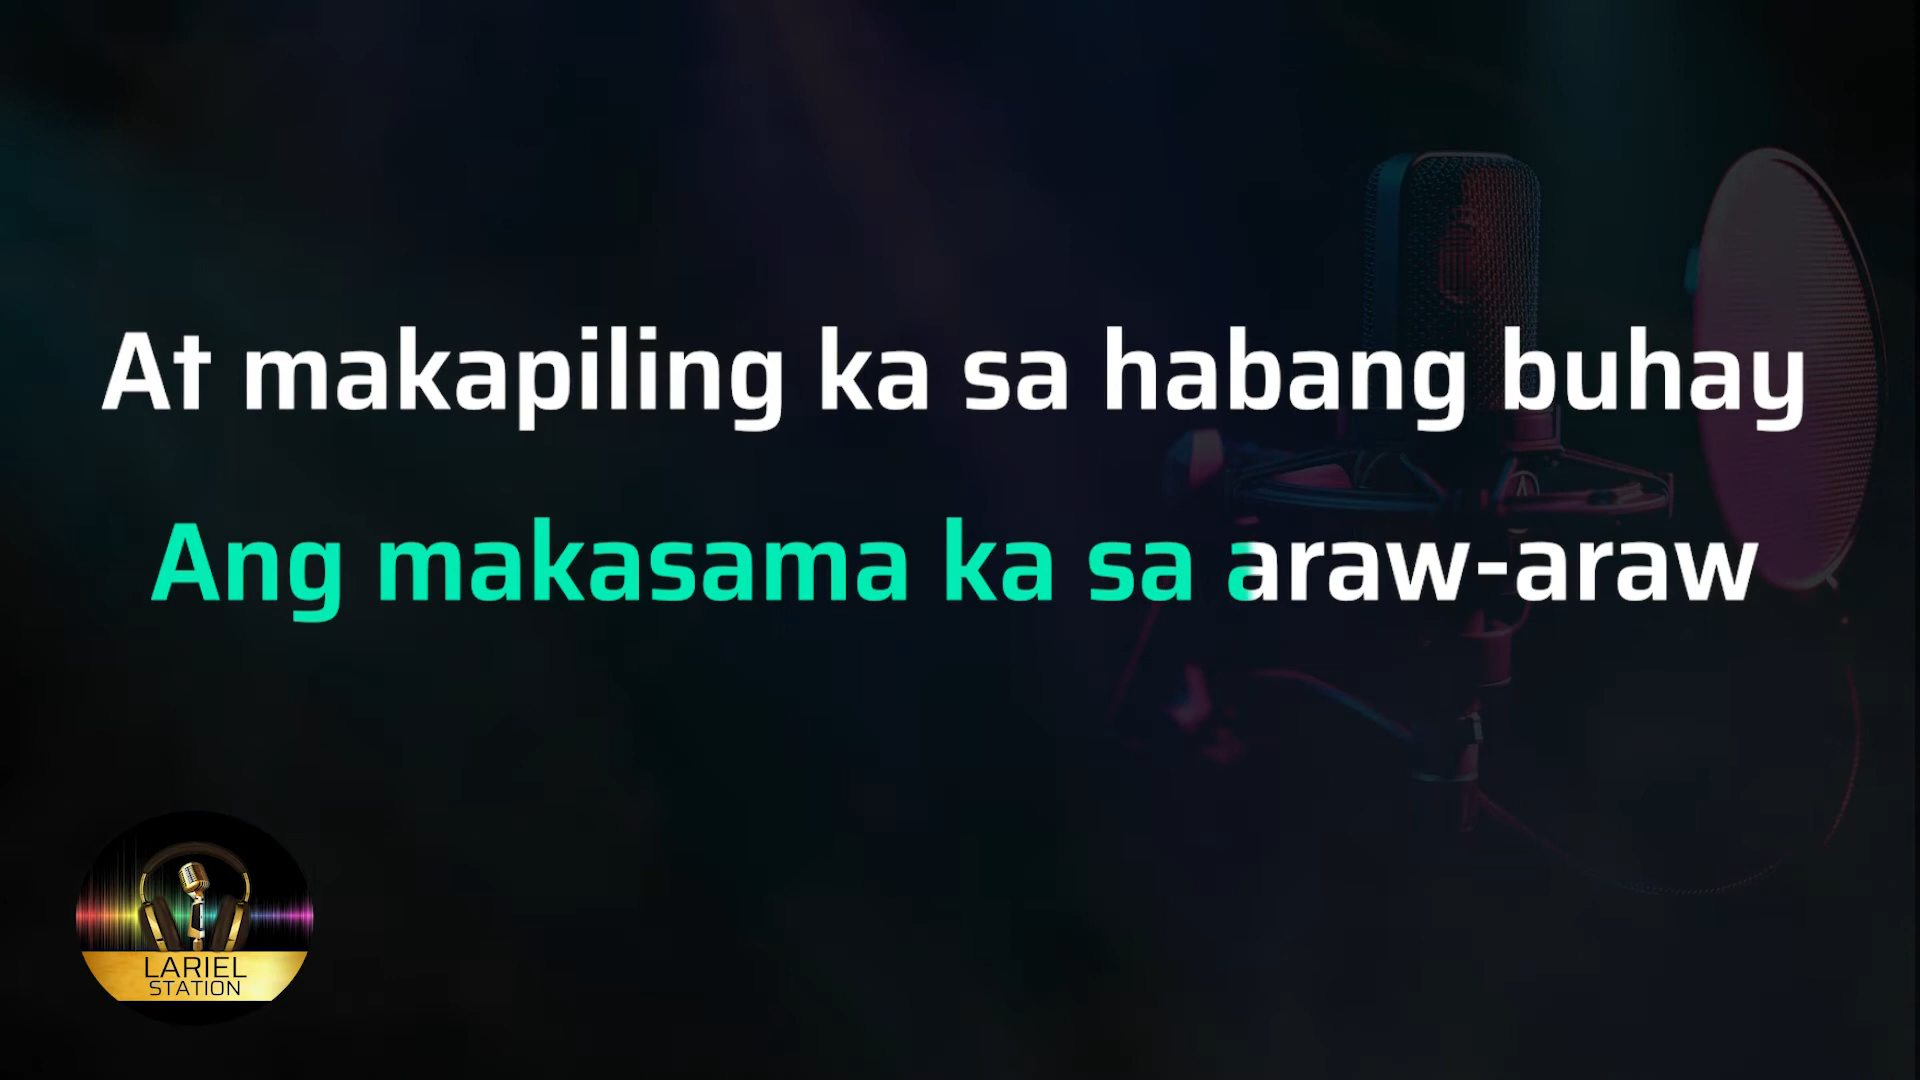 At makapiling ka sa habang buhay
Ang makasama ka sa araw-araw
LARIEL
STATION